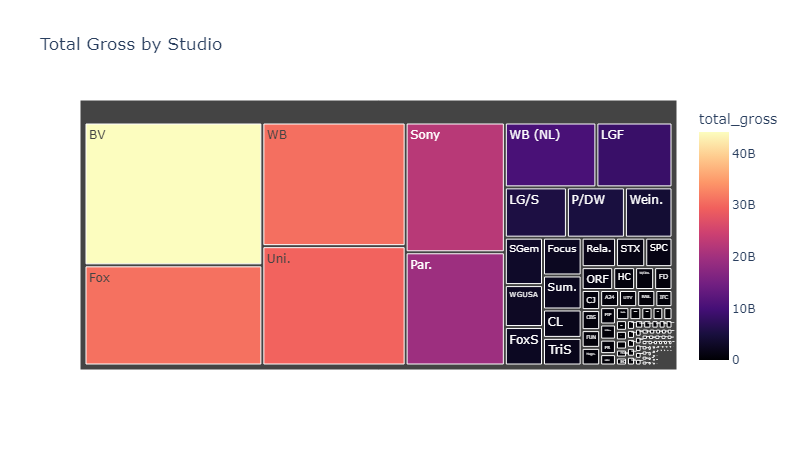 Total Gross by Studio
total_gross
BV
WB
Sony
WB (NL)
LGF
40B
30B
20B
10B
0
LG/S
P/DW
Wein.
Uni.
Par.
Fox
SGem
Focus
Rela.
STX
SPC
ORF
HC
FD
WGUSA
Sum.
CJ
A24
IFC
FoxS
CL
CBS
FUN
TriS